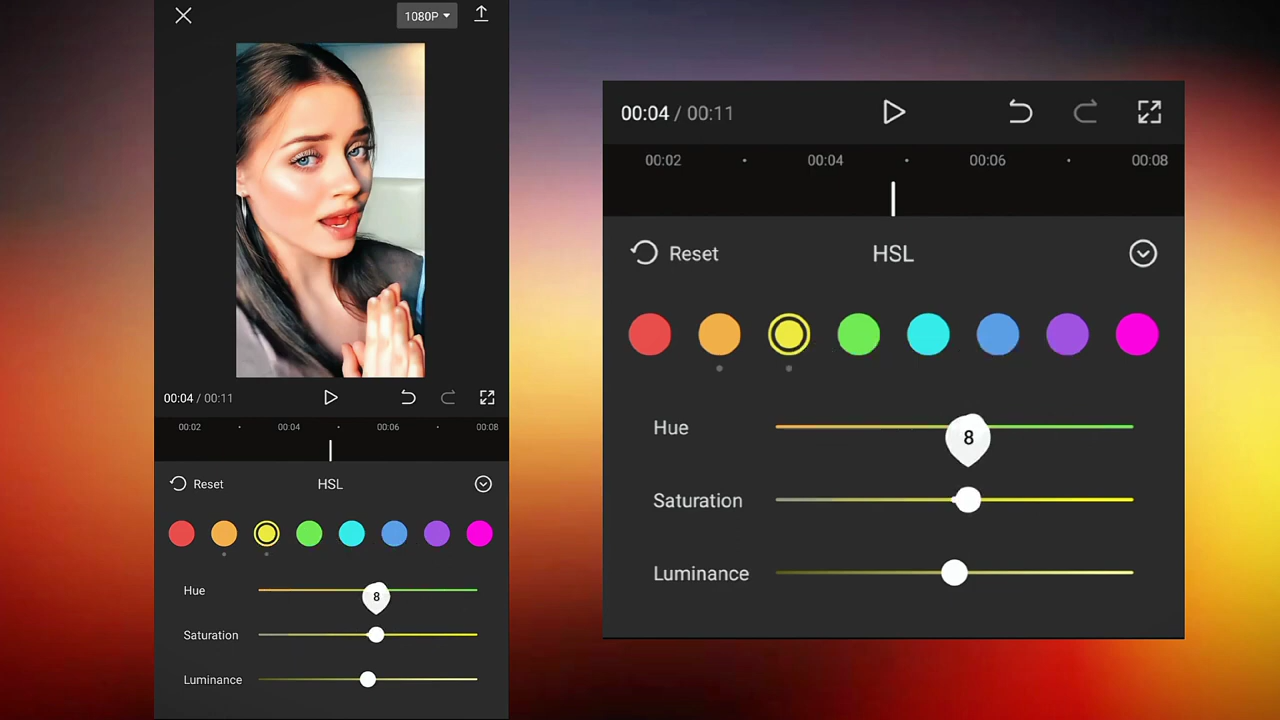 1080P
00:04 / 00:11
00:02 00:04 00:06 00:08
Reset HSL
Hue 8
Saturation
Luminance
00:04 / 00:11
00:02 00:04 00:06 00:08
Reset HSL
Hue 8
Saturation
Luminance